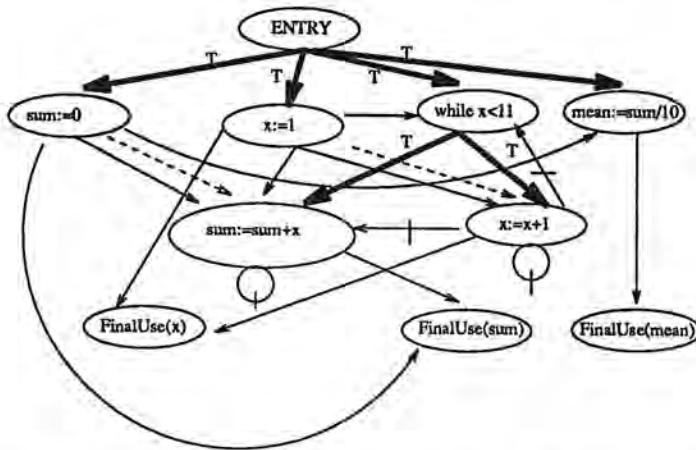 ENTRY
T
T
T
T
sum:=0
x:=1
while x<11
mean:=sum/10
T
T
sum:=sum+x
x:=x+1
FinalUse(x)
FinalUse(sum)
FinalUse(mean)